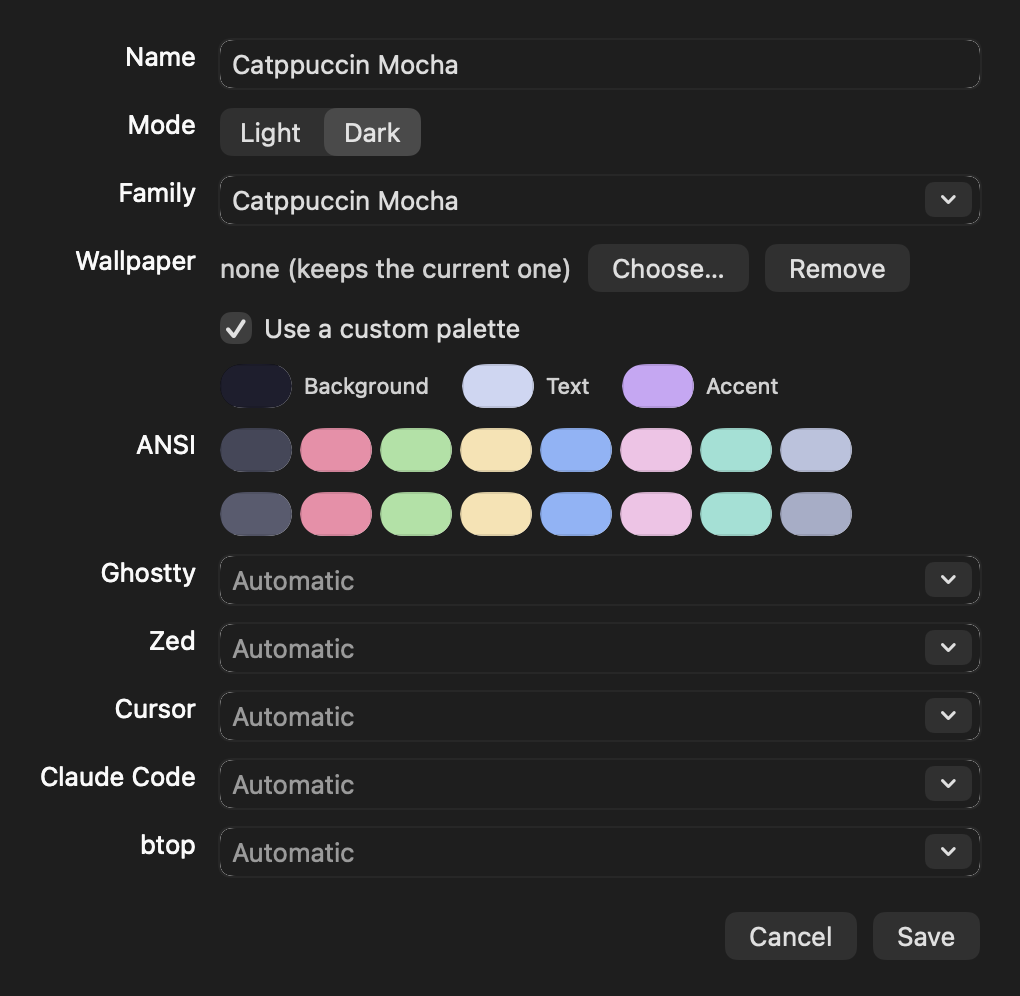 Name
Catppuccin Mocha
Mode
Light Dark
Family
Catppuccin Mocha
Wallpaper
none (keeps the current one) Choose... Remove
Use a custom palette
Background Text Accent
ANSI
Ghostty
Automatic
Zed
Automatic
Cursor
Automatic
Claude Code
Automatic
btop
Automatic
Cancel Save